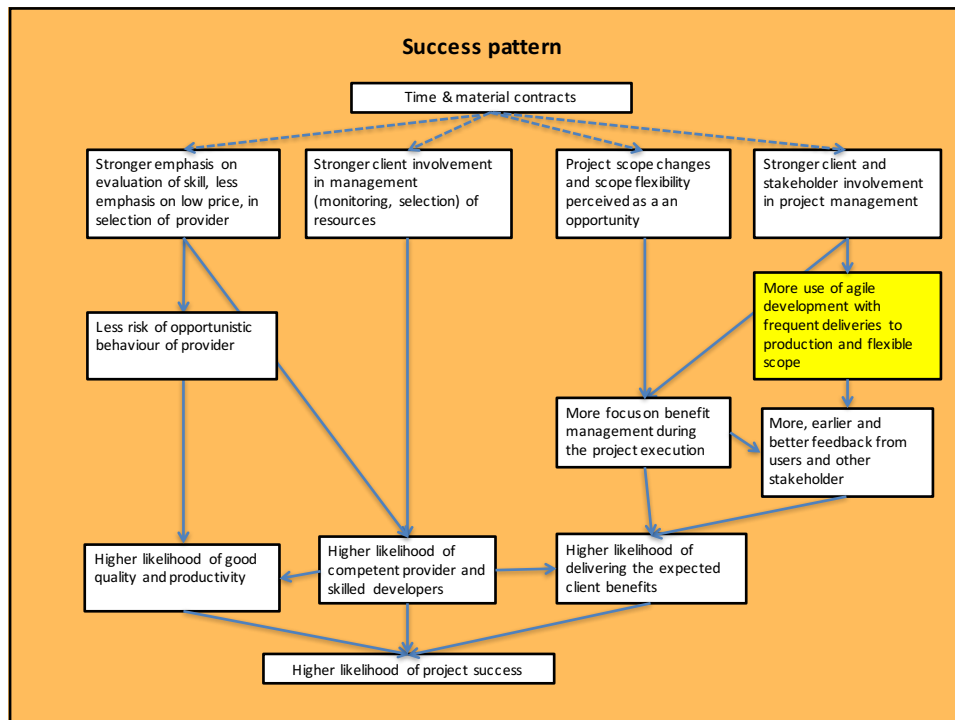 Success pattern
Time & material contracts
Stronger emphasis on
evaluation of skill, less
emphasis on low price, in
selection of provider
Stronger client involvement
in management
(monitoring, selection) of
resources
Project scope changes
and scope flexibility
perceived as a an
opportunity
Stronger client and
stakeholder involvement
in project management
More use of agile
development with
frequent deliveries to
production and flexible
scope
Less risk of opportunistic
behaviour of provider
More focus on benefit
management during
the project execution
More, earlier and
better feedback from
users and other
stakeholder
Higher likelihood of good
quality and productivity
Higher likelihood of
competent provider and
skilled developers
Higher likelihood of
delivering the expected
client benefits
Higher likelihood of project success